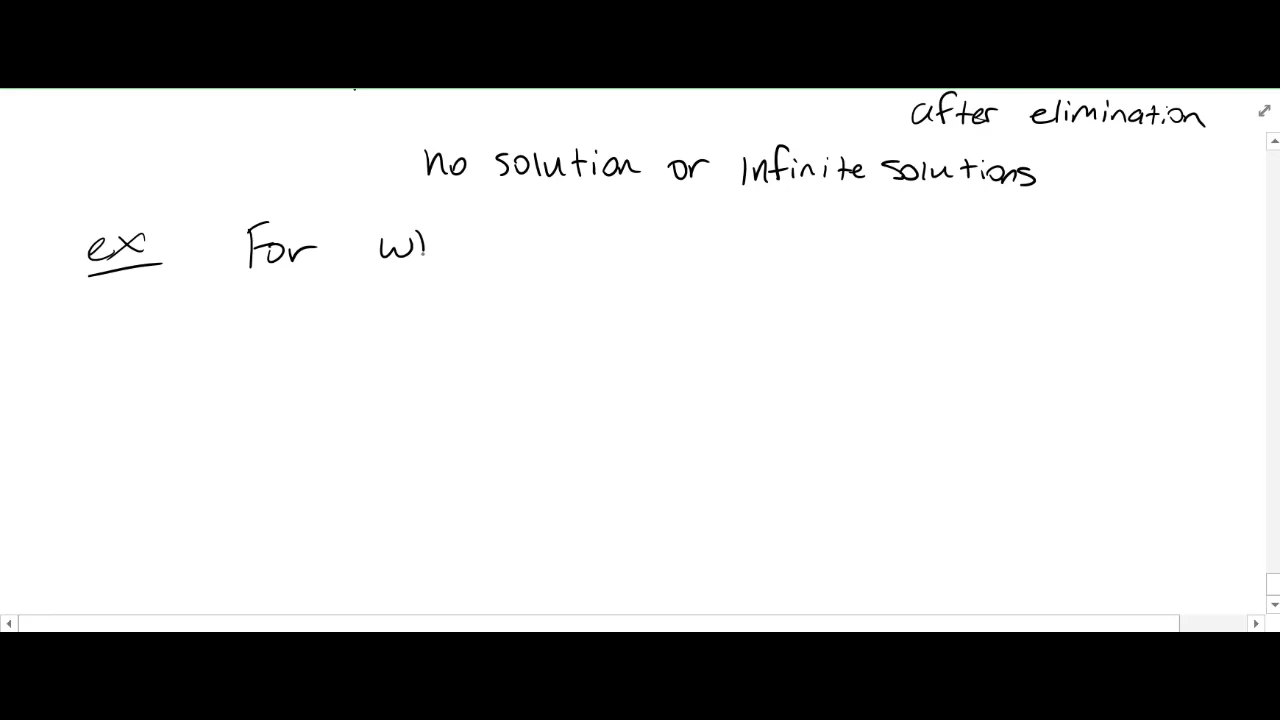 after elimination
no solution or infinite solutions
ex For